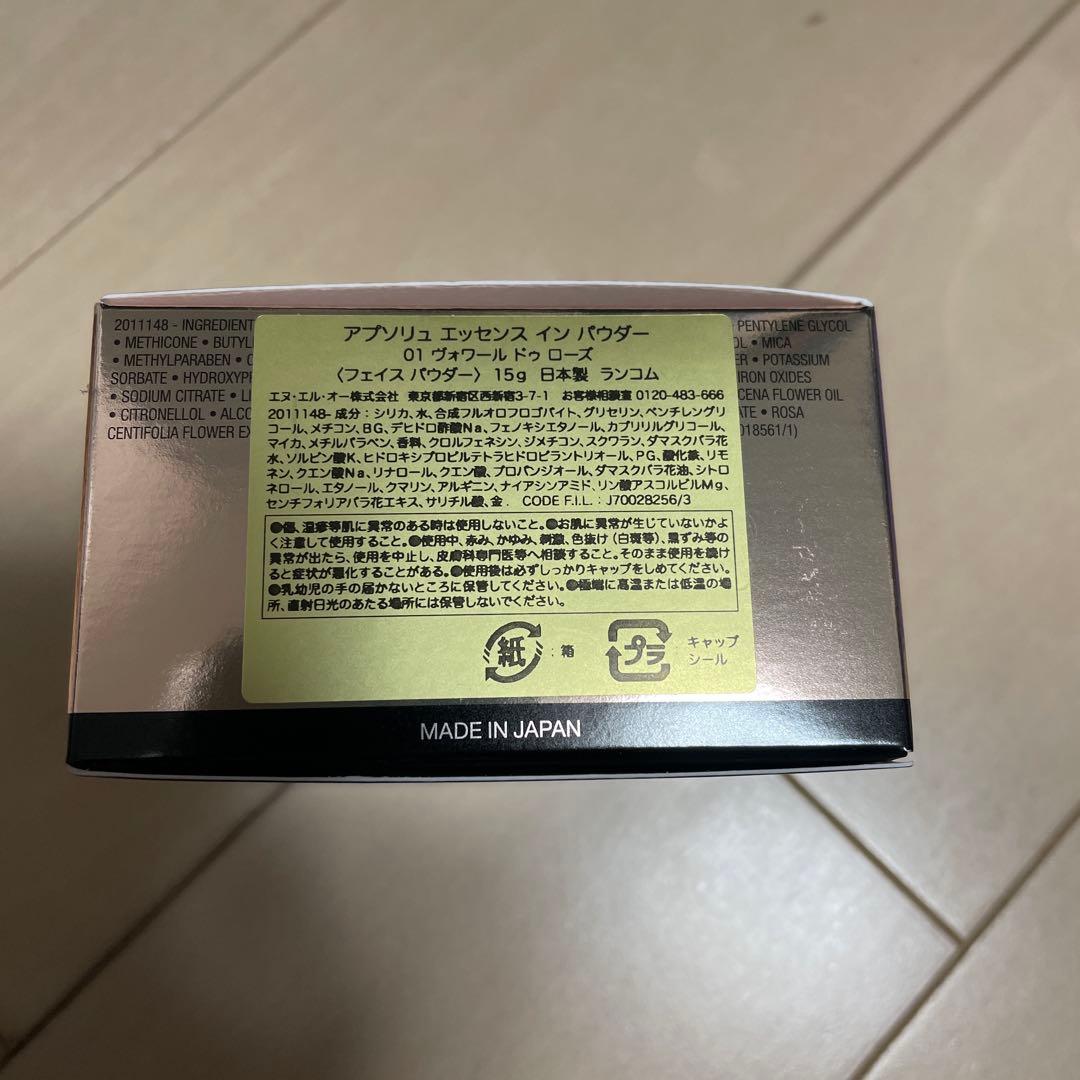 2011148 - INGREDIENT
• METHICONE • BUTYL
• METHYLPARABEN •
SORBATE • HYDROXYPR
• SODIUM CITRATE • LI
• CITRONELLOL • ALCO
CENTIFOLIA FLOWER EX
アプソリュ エッセンス イン パウダー
01 ヴォワール ドゥ ローズ
〈フェイス パウダー〉 15g 日本製 ランコム
エヌ・エル・オー株式会社 東京都新宿区西新宿3-7-1 お客様相談室 0120-483-666
2011148-成分:シリカ、水、合成フルオロフロゴパイト、グリセリン、ペンチレングリ
コール、メチコン、BG、デヒドロ酢酸Na、フェノキシエタノール、カプリリルグリコール、
マイカ、メチルパラベン、香料、クロルフェネシン、ジメチコン、スクワラン、ダマスクバラ花
水、ソルビン酸K、ヒドロキシプロピルテトラヒドロピラントリオール、PG、酸化鉄、リモ
ネン、クエン酸Na、リナロール、クエン酸、プロパンジオール、ダマスクバラ花油、シトロ
ネロール、エタノール、クマリン、アルギニン、ナイアシンアミド、リン酸アスコルビルMg、
センチフォリアバラ花エキス、サリチル酸、金. CODE F.I.L.:J70028256/3
●傷、湿疹等肌に異常のある時は使用しないこと。●お肌に異常が生じていないかよ
く注意して使用すること。●使用中、赤み、かゆみ、刺激、色抜け(白斑等)、黒ずみ等の
異常が出たら、使用を中止し、皮膚科専門医等へ相談すること。そのまま使用を続け
ると症状が悪化することがある。●使用後は必ずしっかりキャップをしめてください。
●乳幼児の手の届かないところに保管してください。●極端に高温または低温の場
所、直射日光のあたる場所には保管しないでください。
紙 :箱
プラ :キャップ
シール
PENTYLENE GLYCOL
OL • MICA
ER • POTASSIUM
IRON OXIDES
CENA FLOWER OIL
ATE • ROSA
018561/1)
MADE IN JAPAN